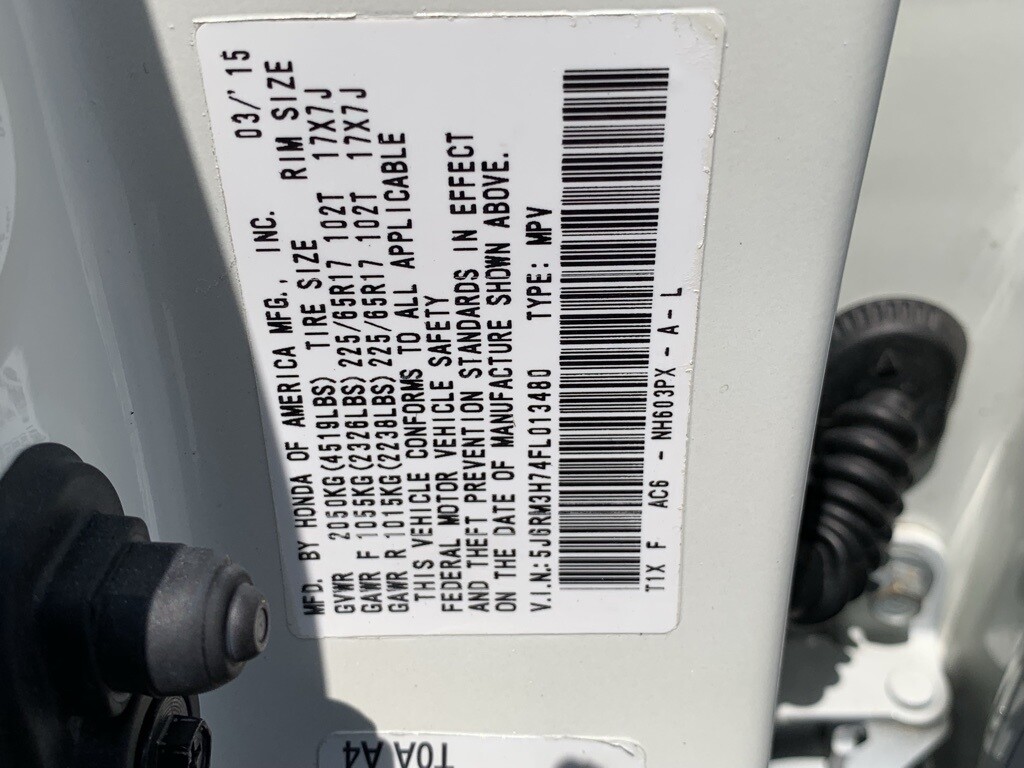 MFD. BY HONDA OF AMERICA MFG., INC. 03/'15
GVWR 2050KG(4519LBS) TIRE SIZE RIM SIZE
GAWR F 1055KG(2326LBS) 225/65R17 102T 17X7J
GAWR R 1015KG(2238LBS) 225/65R17 102T 17X7J
THIS VEHICLE CONFORMS TO ALL APPLICABLE
FEDERAL MOTOR VEHICLE SAFETY
AND THEFT PREVENTION STANDARDS IN EFFECT
ON THE DATE OF MANUFACTURE SHOWN ABOVE.
V.I.N.: 5J6RM3H74FL013480 TYPE: MPV
T1X F AC6 - NH603PX - A - L
T0A A4